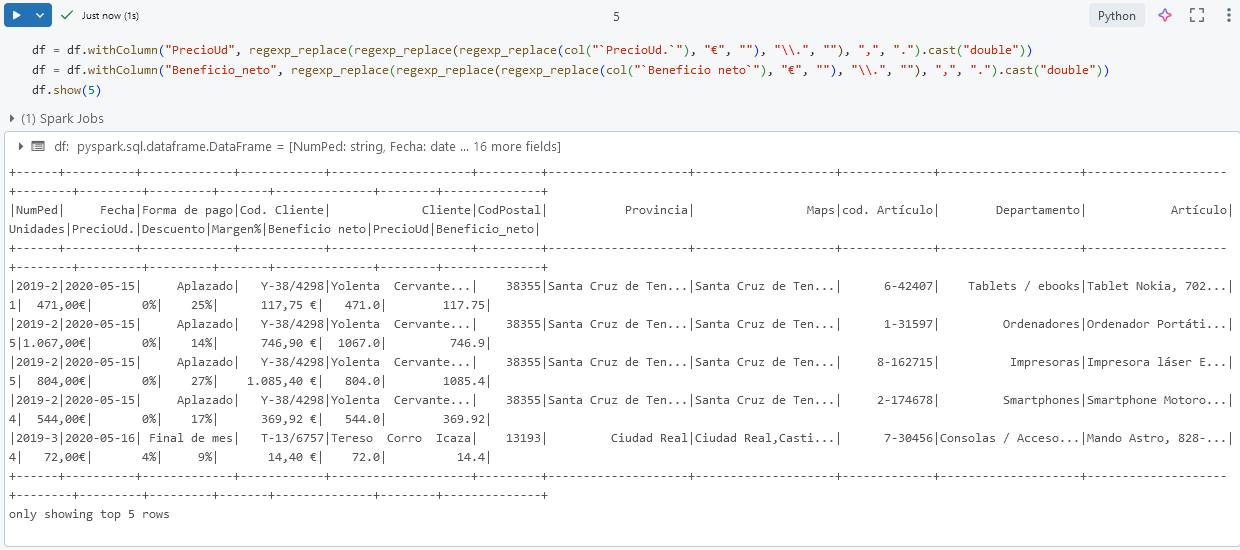 Just now (1s)
5
Python
df = df.withColumn("PrecioUd", regexp_replace(regexp_replace(regexp_replace(col("`PrecioUd.`"), "€", ""), "\\.", ""), ",", ".").cast("double"))
df = df.withColumn("Beneficio_neto", regexp_replace(regexp_replace(regexp_replace(col("`Beneficio neto`"), "€", ""), "\\.", ""), ",", ".").cast("double"))
df.show(5)
(1) Spark Jobs
df: pyspark.sql.dataframe.DataFrame = [NumPed: string, Fecha: date ... 16 more fields]
+------+----------+-------------+-----------+--------------------+---------+--------------------+--------------------+-------------+--------------------+--------------------
+--------+---------+---------+-------+--------------+--------+--------------+
|NumPed|     Fecha|Forma de pago|Cod. Cliente|             Cliente|CodPostal|           Provincia|                Maps|cod. Artículo|        Departamento|            Artículo|
Unidades|PrecioUd.|Descuento|Margen%|Beneficio neto|PrecioUd|Beneficio_neto|
+------+----------+-------------+-----------+--------------------+---------+--------------------+--------------------+-------------+--------------------+--------------------
+--------+---------+---------+-------+--------------+--------+--------------+
|2019-2|2020-05-15|     Aplazado|   Y-38/4298|Yolenta  Cervante...|    38355|Santa Cruz de Ten...|Santa Cruz de Ten...|      6-42407|    Tablets / ebooks|Tablet Nokia, 702...|
1|  471,00€|       0%|    25%|      117,75 €|   471.0|        117.75|
|2019-2|2020-05-15|     Aplazado|   Y-38/4298|Yolenta  Cervante...|    38355|Santa Cruz de Ten...|Santa Cruz de Ten...|      1-31597|         Ordenadores|Ordenador Portáti...|
5|1.067,00€|       0%|    14%|      746,90 €|  1067.0|         746.9|
|2019-2|2020-05-15|     Aplazado|   Y-38/4298|Yolenta  Cervante...|    38355|Santa Cruz de Ten...|Santa Cruz de Ten...|     8-162715|          Impresoras|Impresora láser E...|
5|  804,00€|       0%|    27%|    1.085,40 €|   804.0|        1085.4|
|2019-2|2020-05-15|     Aplazado|   Y-38/4298|Yolenta  Cervante...|    38355|Santa Cruz de Ten...|Santa Cruz de Ten...|     2-174678|         Smartphones|Smartphone Motoro...|
4|  544,00€|       0%|    17%|      369,92 €|   544.0|        369.92|
|2019-3|2020-05-16| Final de mes|   T-13/6757|Tereso  Corro  Icaza|    13193|         Ciudad Real|Ciudad Real,Casti...|      7-30456|Consolas / Acceso...|Mando Astro, 828-...|
4|   72,00€|       4%|     9%|       14,40 €|    72.0|          14.4|
+------+----------+-------------+-----------+--------------------+---------+--------------------+--------------------+-------------+--------------------+--------------------
+--------+---------+---------+-------+--------------+--------+--------------+
only showing top 5 rows